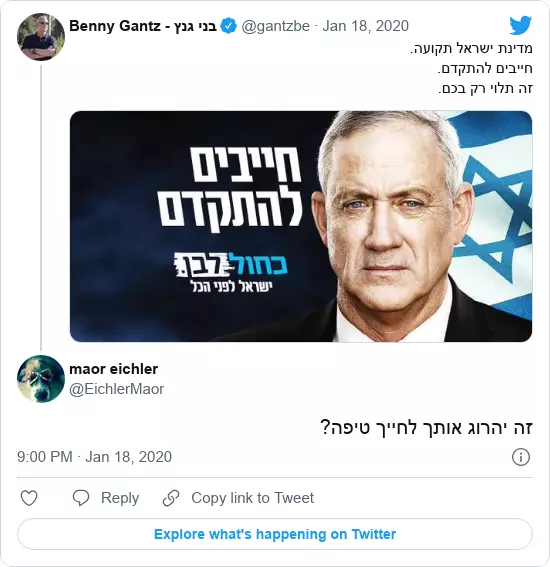 Benny Gantz - בני גנץ @gantzbe · Jan 18, 2020
מדינת ישראל תקועה.
חייבים להתקדם.
זה תלוי רק בכם.
חייבים
להתקדם
כחול לבן
ישראל לפני הכל
maor eichler
@EichlerMaor
זה יהרוג אותך לחייך טיפה?
9:00 PM · Jan 18, 2020
Reply
Copy link to Tweet
Explore what's happening on Twitter